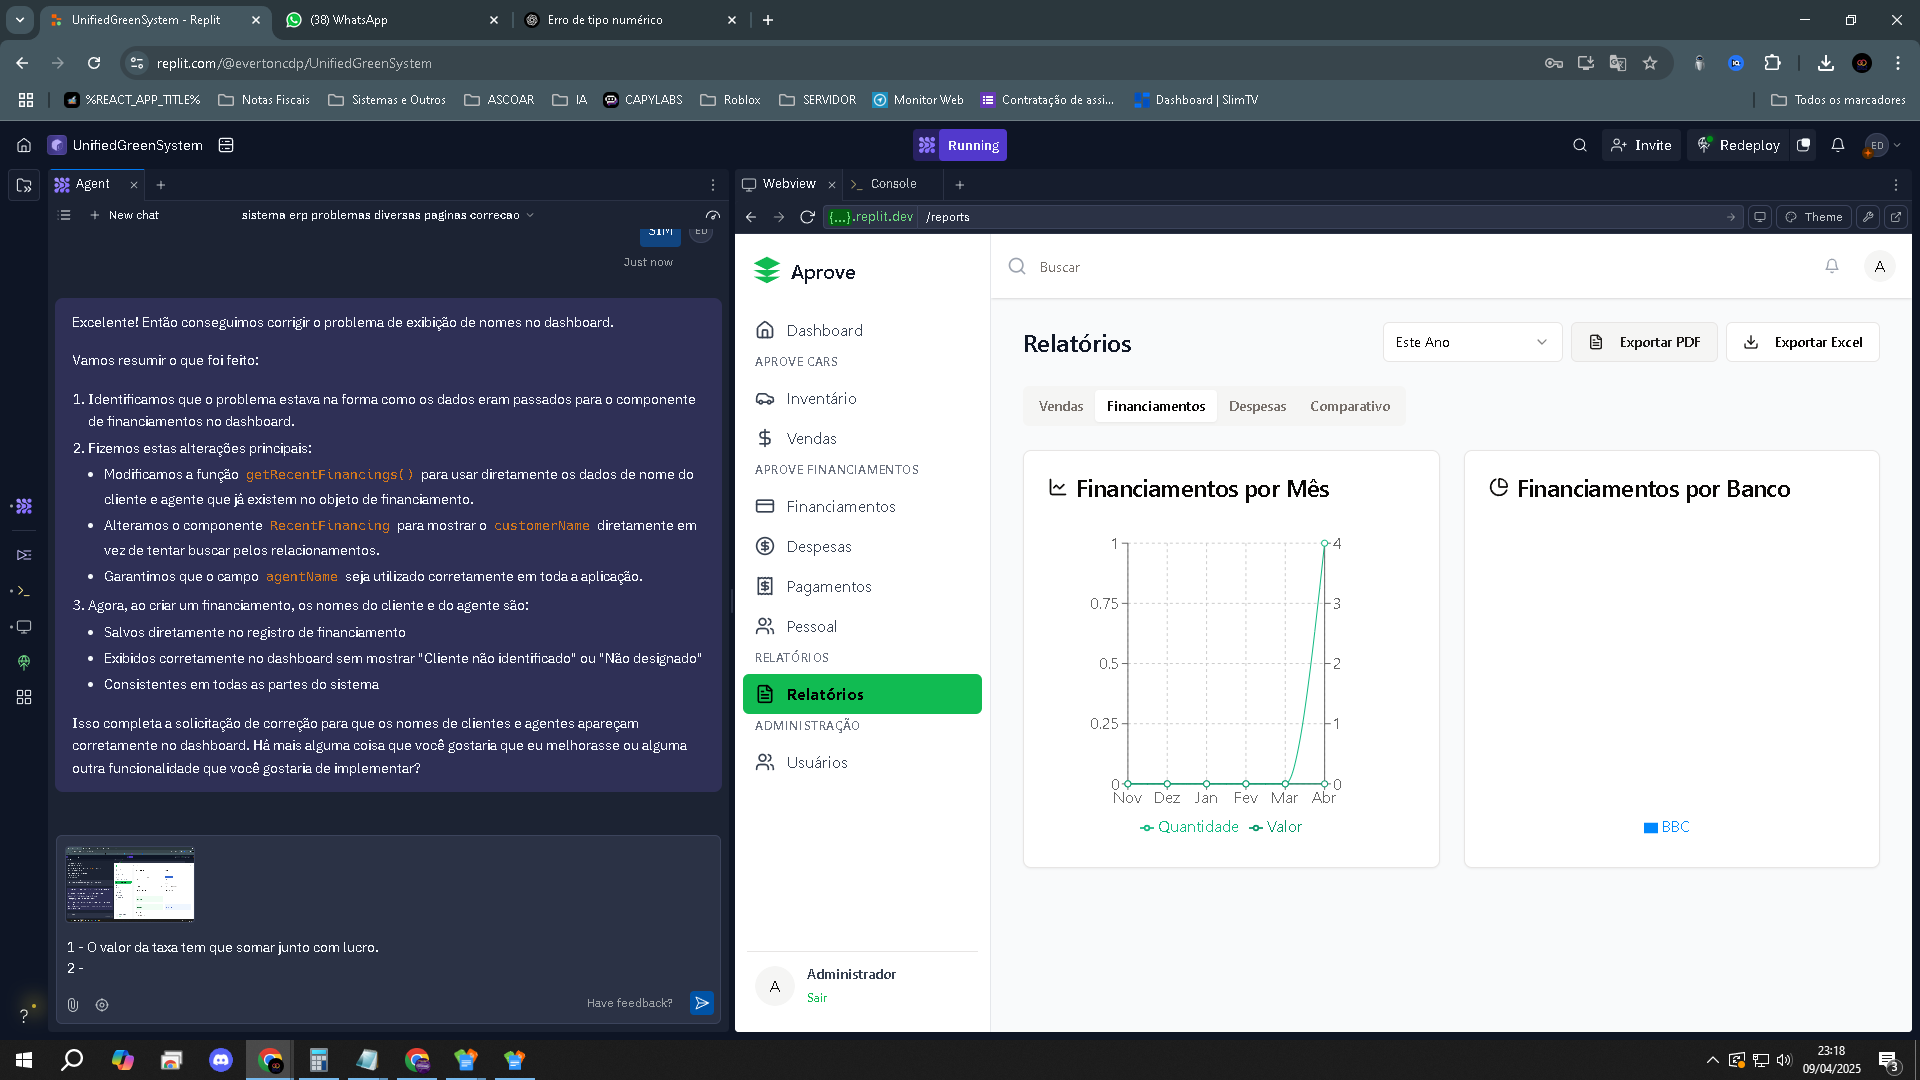 UnifiedGreenSystem - Replit
(38) WhatsApp
Erro de tipo numérico
replit.com/@evertoncdp/UnifiedGreenSystem
%REACT_APP_TITLE%
Notas Fiscais
Sistemas e Outros
ASCOAR
IA
CAPYLABS
Roblox
SERVIDOR
Monitor Web
Contratação de assi...
Dashboard | SlimTV
Todos os marcadores
UnifiedGreenSystem
Running
Invite
Redeploy
ED
Agent
New chat
sistema erp problemas diversas paginas correcao
SIM
ED
Just now
Excelente! Então conseguimos corrigir o problema de exibição de nomes no dashboard.
Vamos resumir o que foi feito:
1. Identificamos que o problema estava na forma como os dados eram passados para o componente
de financiamentos no dashboard.
2. Fizemos estas alterações principais:
• Modificamos a função getRecentFinancings() para usar diretamente os dados de nome do
cliente e agente que já existem no objeto de financiamento.
• Alteramos o componente RecentFinancing para mostrar o customerName diretamente em
vez de tentar buscar pelos relacionamentos.
• Garantimos que o campo agentName seja utilizado corretamente em toda a aplicação.
3. Agora, ao criar um financiamento, os nomes do cliente e do agente são:
• Salvos diretamente no registro de financiamento
• Exibidos corretamente no dashboard sem mostrar "Cliente não identificado" ou "Não designado"
• Consistentes em todas as partes do sistema
Isso completa a solicitação de correção para que os nomes de clientes e agentes apareçam
corretamente no dashboard. Há mais alguma coisa que você gostaria que eu melhorasse ou alguma
outra funcionalidade que você gostaria de implementar?
1 - O valor da taxa tem que somar junto com lucro.
2 -
Have feedback?
Webview
Console
{...}.replit.dev
/reports
Theme
Aprove
Buscar
A
Dashboard
APROVE CARS
Inventário
Vendas
APROVE FINANCIAMENTOS
Financiamentos
Despesas
Pagamentos
Pessoal
RELATÓRIOS
Relatórios
ADMINISTRAÇÃO
Usuários
A
Administrador
Sair
Relatórios
Este Ano
Exportar PDF
Exportar Excel
Vendas
Financiamentos
Despesas
Comparativo
Financiamentos por Mês
1
0.75
0.5
0.25
0
4
3
2
1
0
Nov Dez Jan Fev Mar Abr
Quantidade Valor
Financiamentos por Banco
BBC
?
23:18
09/04/2025
3